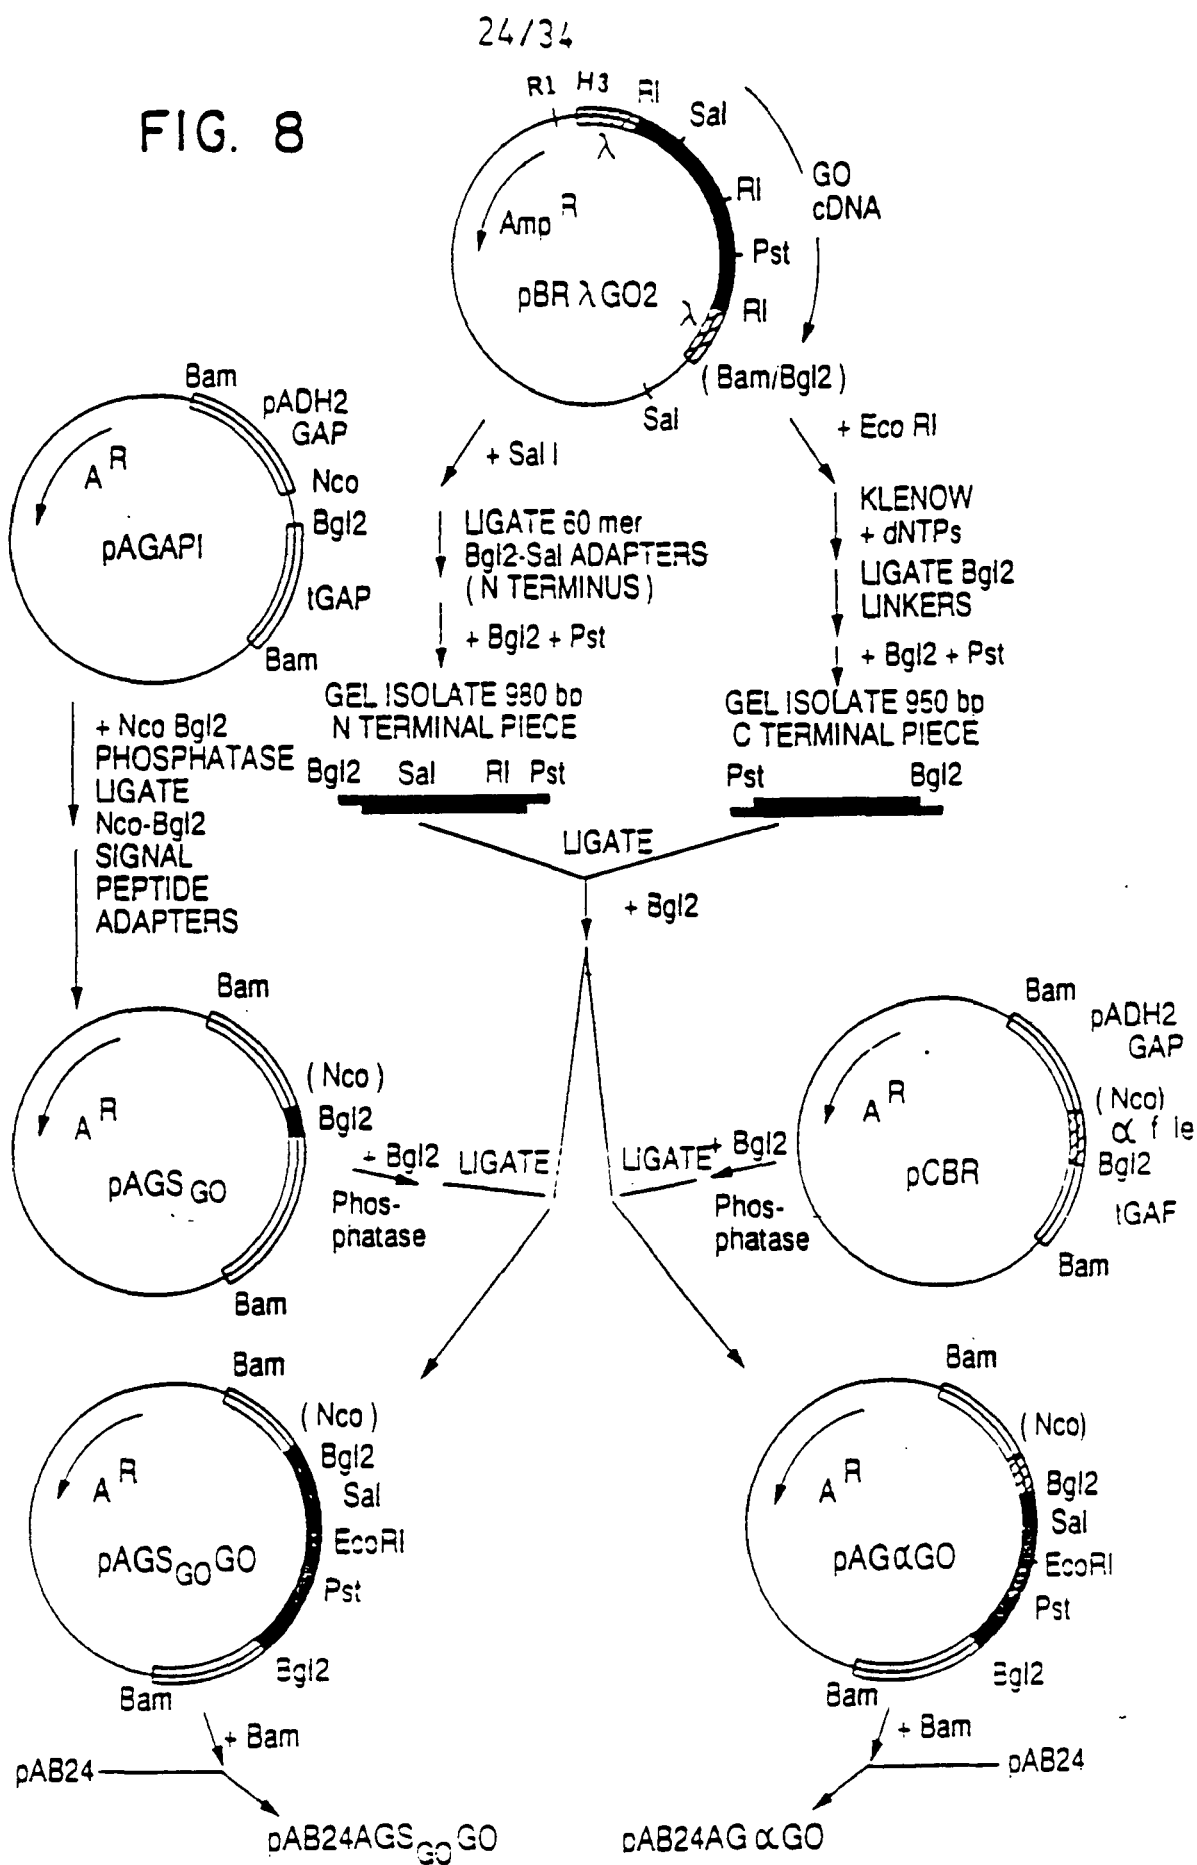 24/34
FIG. 8
R1 H3 RI
Sal
λ
RI
GO
cDNA
Amp R
Pst
pBR λ GO2
λ
RI
(Bam/Bgl2)
Sal
Bam
pADH2
GAP
A R
Nco
Bgl2
pAGAPI
tGAP
Bam
+ Sal I
LIGATE 60 mer
Bgl2-Sal ADAPTERS
(N TERMINUS)
+ Bgl2 + Pst
GEL ISOLATE 980 bp
N TERMINAL PIECE
Bgl2 Sal RI Pst
+ Eco RI
KLENOW
+ dNTPs
LIGATE Bgl2
LINKERS
+ Bgl2 + Pst
GEL ISOLATE 950 bp
C TERMINAL PIECE
Pst Bgl2
+ Nco Bgl2
PHOSPHATASE
LIGATE
Nco-Bgl2
SIGNAL
PEPTIDE
ADAPTERS
LIGATE
+ Bgl2
Bam
(Nco)
Bgl2
A R
pAGS GO
Bam
+ Bgl2
Phos-
phatase
LIGATE
LIGATE
+ Bgl2
Phos-
phatase
Bam
pADH2
GAP
(Nco)
α f le
Bgl2
A R
pCBR
tGAF
Bam
Bam
(Nco)
Bgl2
Sal
EcoRI
Pst
A R
pAGS GO GO
Bgl2
Bam
+ Bam
pAB24
pAB24AGS GO GO
Bam
(Nco)
Bgl2
Sal
EcoRI
Pst
A R
pAGαGO
Bgl2
Bam
+ Bam
pAB24
pAB24AG αGO